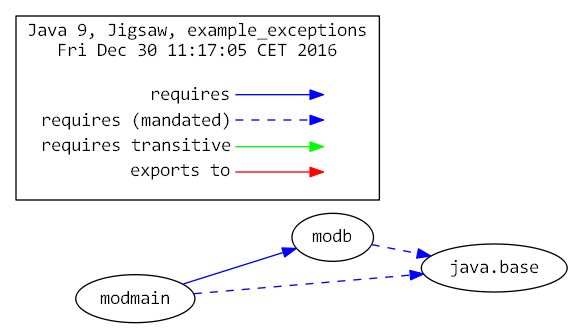 Java 9, Jigsaw, example_exceptions
Fri Dec 30 11:17:05 CET 2016
requires
requires (mandated)
requires transitive
exports to
modb
java.base
modmain